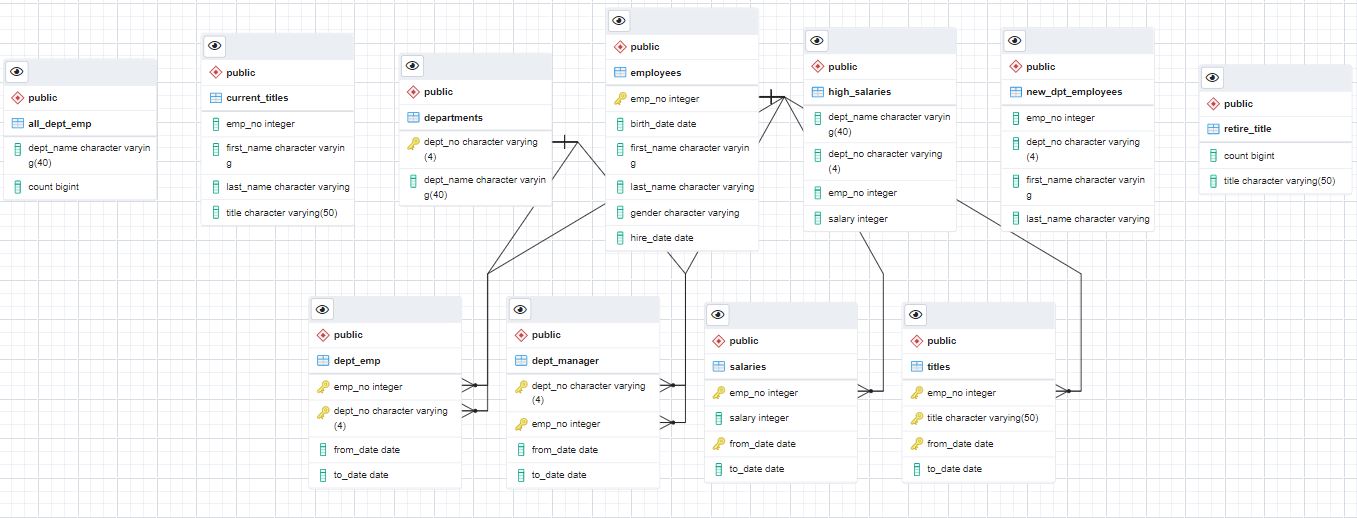 public
all_dept_emp
dept_name character varyin
g(40)
count bigint
public
current_titles
emp_no integer
first_name character varyin
g
last_name character varying
title character varying(50)
public
departments
dept_no character varying
(4)
dept_name character varyin
g(40)
public
employees
emp_no integer
birth_date date
first_name character varyin
g
last_name character varying
gender character varying
hire_date date
public
high_salaries
dept_name character varyin
g(40)
dept_no character varying
(4)
emp_no integer
salary integer
public
new_dpt_employees
emp_no integer
dept_no character varying
(4)
first_name character varyin
g
last_name character varying
public
retire_title
count bigint
title character varying(50)
public
dept_emp
emp_no integer
dept_no character varying
(4)
from_date date
to_date date
public
dept_manager
dept_no character varying
(4)
emp_no integer
from_date date
to_date date
public
salaries
emp_no integer
salary integer
from_date date
to_date date
public
titles
emp_no integer
title character varying(50)
from_date date
to_date date